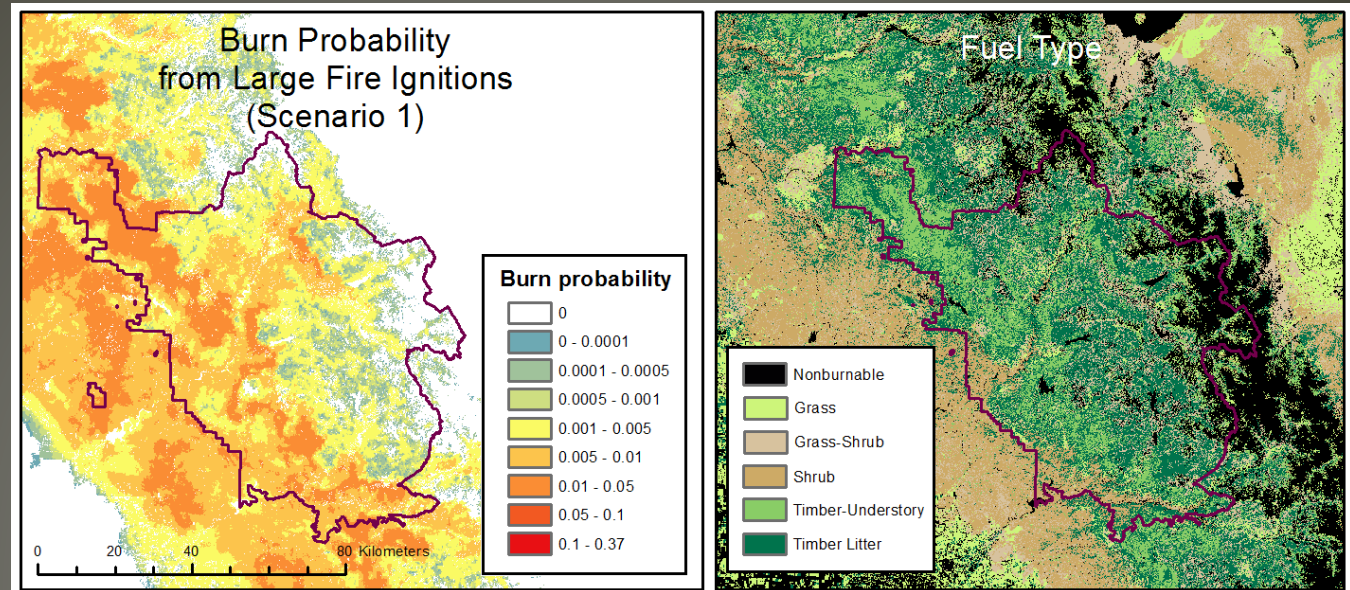 Burn Probability
from Large Fire Ignitions
(Scenario 1)
Burn probability
0
0 - 0.0001
0.0001 - 0.0005
0.0005 - 0.001
0.001 - 0.005
0.005 - 0.01
0.01 - 0.05
0.05 - 0.1
0.1 - 0.37
0 20 40 80 Kilometers
Fuel Type
Nonburnable
Grass
Grass-Shrub
Shrub
Timber-Understory
Timber Litter